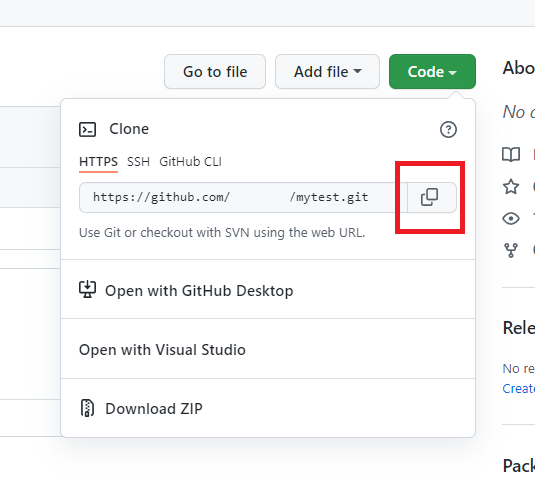 Go to file Add file Code
Clone
HTTPS SSH GitHub CLI
https://github.com/ /mytest.git
Use Git or checkout with SVN using the web URL.
Open with GitHub Desktop
Open with Visual Studio
Download ZIP
Abo
No
Rele
No re
Create
Pack